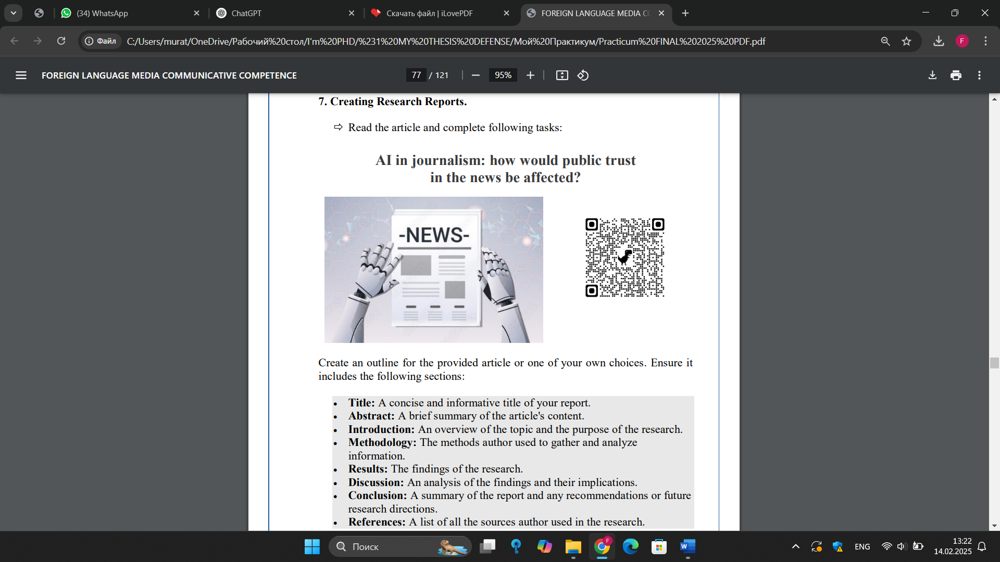 (34) WhatsApp
ChatGPT
Скачать файл | iLovePDF
FOREIGN LANGUAGE MEDIA C
Файл
C:/Users/murat/OneDrive/Рабочий%20стол/I'm%20PHD/%231%20MY%20THESIS%20DEFENSE/Мой%20Практикум/Practicum%20FINAL%202025%20PDF.pdf
F
FOREIGN LANGUAGE MEDIA COMMUNICATIVE COMPETENCE
77 / 121
95%
7. Creating Research Reports.
⇨ Read the article and complete following tasks:
AI in journalism: how would public trust
in the news be affected?
-NEWS-
Create an outline for the provided article or one of your own choices. Ensure it
includes the following sections:
• Title: A concise and informative title of your report.
• Abstract: A brief summary of the article's content.
• Introduction: An overview of the topic and the purpose of the research.
• Methodology: The methods author used to gather and analyze
information.
• Results: The findings of the research.
• Discussion: An analysis of the findings and their implications.
• Conclusion: A summary of the report and any recommendations or future
research directions.
• References: A list of all the sources author used in the research.
Поиск
F
ENG
13:22
14.02.2025